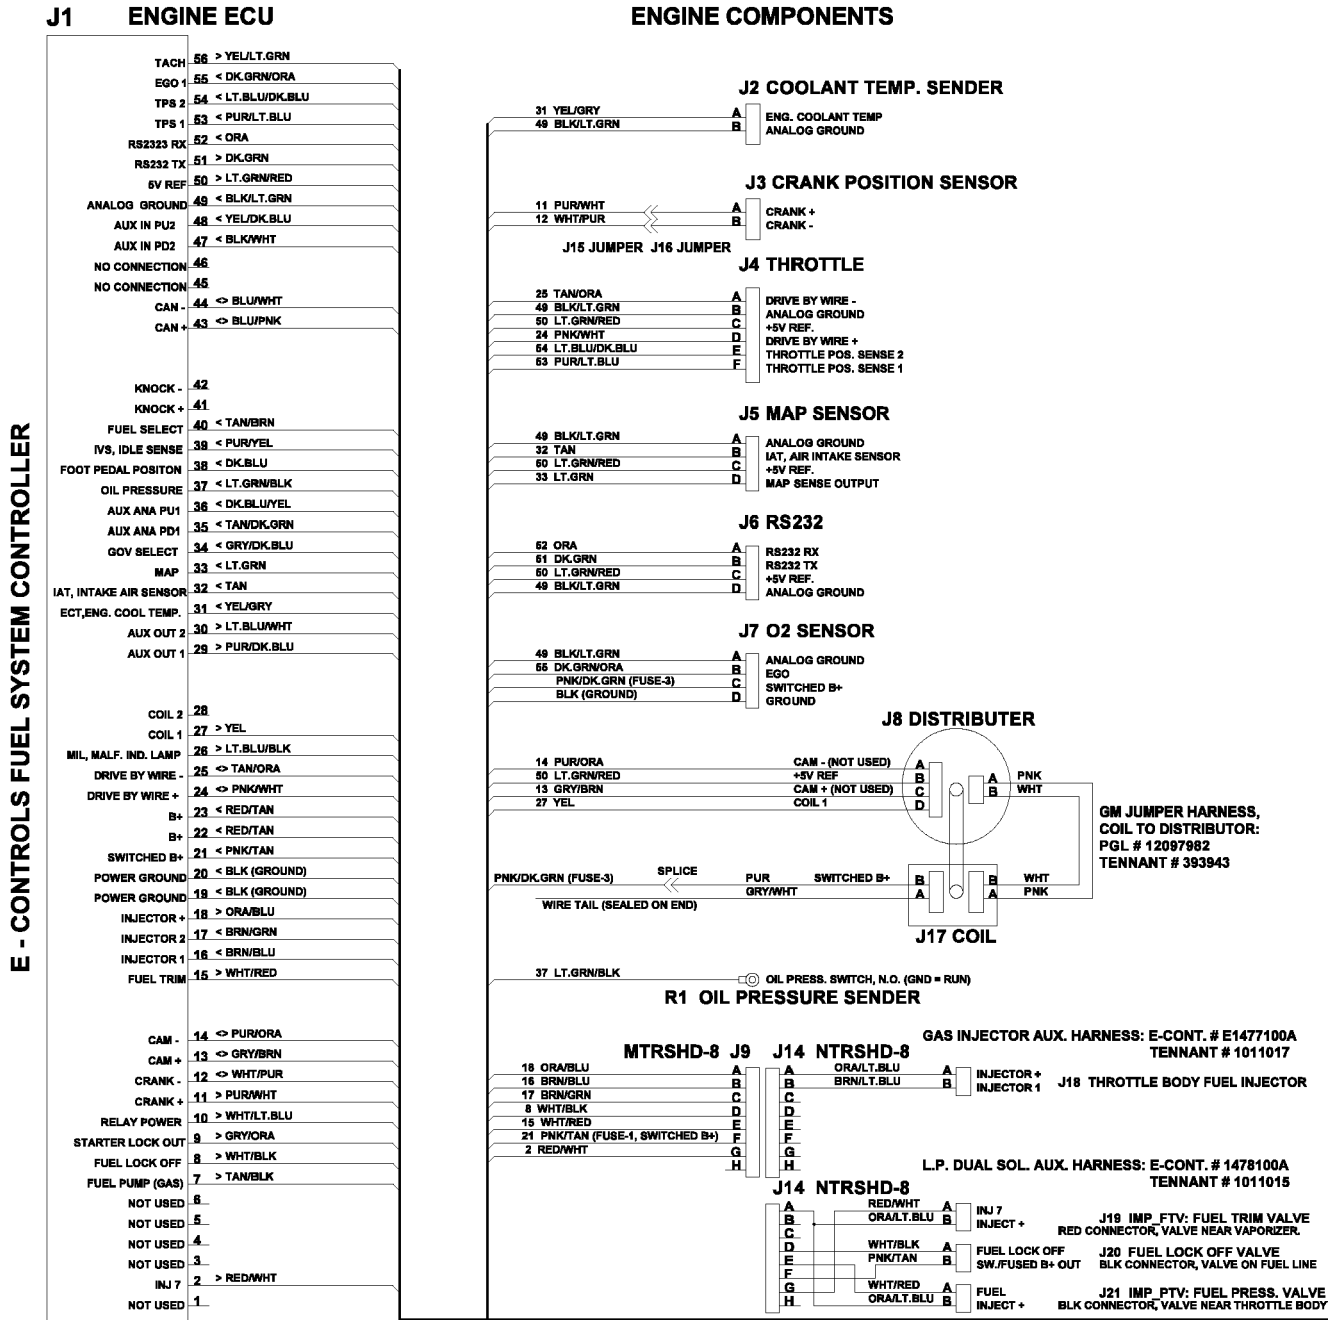 J1 ENGINE ECU
ENGINE COMPONENTS
E - CONTROLS FUEL SYSTEM CONTROLLER
TACH 56 > YEL/LT.GRN
EGO 1 55 < DK.GRN/ORA
TPS 2 54 < LT.BLU/DK.BLU
TPS 1 53 < PUR/LT.BLU
RS2323 RX 52 < ORA
RS232 TX 51 > DK.GRN
5V REF 50 > LT.GRN/RED
ANALOG GROUND 49 < BLK/LT.GRN
AUX IN PU2 48 < YEL/DK.BLU
AUX IN PD2 47 < BLK/WHT
NO CONNECTION 46
NO CONNECTION 45
CAN - 44 <> BLU/WHT
CAN + 43 <> BLU/PNK
KNOCK - 42
KNOCK + 41
FUEL SELECT 40 < TAN/BRN
IVS, IDLE SENSE 39 < PUR/YEL
FOOT PEDAL POSITON 38 < DK.BLU
OIL PRESSURE 37 < LT.GRN/BLK
AUX ANA PU1 36 < DK.BLU/YEL
AUX ANA PD1 35 < TAN/DK.GRN
GOV SELECT 34 < GRY/DK.BLU
MAP 33 < LT.GRN
IAT, INTAKE AIR SENSOR 32 < TAN
ECT,ENG. COOL TEMP. 31 < YEL/GRY
AUX OUT 2 30 > LT.BLU/WHT
AUX OUT 1 29 > PUR/DK.BLU
COIL 2 28
COIL 1 27 > YEL
MIL, MALF. IND. LAMP 26 > LT.BLU/BLK
DRIVE BY WIRE - 25 <> TAN/ORA
DRIVE BY WIRE + 24 <> PNK/WHT
B+ 23 < RED/TAN
B+ 22 < RED/TAN
SWITCHED B+ 21 < PNK/TAN
POWER GROUND 20 < BLK (GROUND)
POWER GROUND 19 < BLK (GROUND)
INJECTOR + 18 > ORA/BLU
INJECTOR 2 17 < BRN/GRN
INJECTOR 1 16 < BRN/BLU
FUEL TRIM 15 > WHT/RED
CAM - 14 <> PUR/ORA
CAM + 13 <> GRY/BRN
CRANK - 12 <> WHT/PUR
CRANK + 11 > PUR/WHT
RELAY POWER 10 > WHT/LT.BLU
STARTER LOCK OUT 9 > GRY/ORA
FUEL LOCK OFF 8 > WHT/BLK
FUEL PUMP (GAS) 7 > TAN/BLK
NOT USED 6
NOT USED 5
NOT USED 4
NOT USED 3
INJ 7 2 > RED/WHT
NOT USED 1
J2 COOLANT TEMP. SENDER
31 YEL/GRY A ENG. COOLANT TEMP
49 BLK/LT.GRN B ANALOG GROUND
J3 CRANK POSITION SENSOR
11 PUR/WHT A CRANK +
12 WHT/PUR B CRANK -
J15 JUMPER J16 JUMPER
J4 THROTTLE
25 TAN/ORA A DRIVE BY WIRE -
49 BLK/LT.GRN B ANALOG GROUND
50 LT.GRN/RED C +5V REF.
24 PNK/WHT D DRIVE BY WIRE +
54 LT.BLU/DK.BLU E THROTTLE POS. SENSE 2
53 PUR/LT.BLU F THROTTLE POS. SENSE 1
J5 MAP SENSOR
49 BLK/LT.GRN A ANALOG GROUND
32 TAN B IAT, AIR INTAKE SENSOR
50 LT.GRN/RED C +5V REF.
33 LT.GRN D MAP SENSE OUTPUT
J6 RS232
52 ORA A RS232 RX
51 DK.GRN B RS232 TX
50 LT.GRN/RED C +5V REF.
49 BLK/LT.GRN D ANALOG GROUND
J7 O2 SENSOR
49 BLK/LT.GRN A ANALOG GROUND
55 DK.GRN/ORA B EGO
PNK/DK.GRN (FUSE-3) C SWITCHED B+
BLK (GROUND) D GROUND
J8 DISTRIBUTER
14 PUR/ORA CAM - (NOT USED) A A PNK
50 LT.GRN/RED +5V REF B B WHT
13 GRY/BRN CAM + (NOT USED) C
27 YEL COIL 1 D
GM JUMPER HARNESS,
COIL TO DISTRIBUTOR:
PGL # 12097982
TENNANT # 393943
PNK/DK.GRN (FUSE-3) SPLICE PUR SWITCHED B+ B B WHT
GRY/WHT A A PNK
WIRE TAIL (SEALED ON END)
J17 COIL
37 LT.GRN/BLK OIL PRESS. SWITCH, N.O. (GND = RUN)
R1 OIL PRESSURE SENDER
GAS INJECTOR AUX. HARNESS: E-CONT. # E1477100A
TENNANT # 1011017
MTRSHD-8 J9 J14 NTRSHD-8
18 ORA/BLU A A ORA/LT.BLU A INJECTOR +
16 BRN/BLU B B BRN/LT.BLU B INJECTOR 1
J18 THROTTLE BODY FUEL INJECTOR
17 BRN/GRN C C
8 WHT/BLK D D
15 WHT/RED E E
21 PNK/TAN (FUSE-1, SWITCHED B+) F F
2 RED/WHT G G
H H
L.P. DUAL SOL. AUX. HARNESS: E-CONT. # 1478100A
TENNANT # 1011015
J14 NTRSHD-8
A RED/WHT A INJ 7
B ORA/LT.BLU B INJECT +
J19 IMP_FTV: FUEL TRIM VALVE
RED CONNECTOR, VALVE NEAR VAPORIZER.
C
D WHT/BLK A FUEL LOCK OFF
E PNK/TAN B SW./FUSED B+ OUT
J20 FUEL LOCK OFF VALVE
BLK CONNECTOR, VALVE ON FUEL LINE
F
G WHT/RED A FUEL
H ORA/LT.BLU B INJECT +
J21 IMP_PTV: FUEL PRESS. VALVE
BLK CONNECTOR, VALVE NEAR THROTTLE BODY